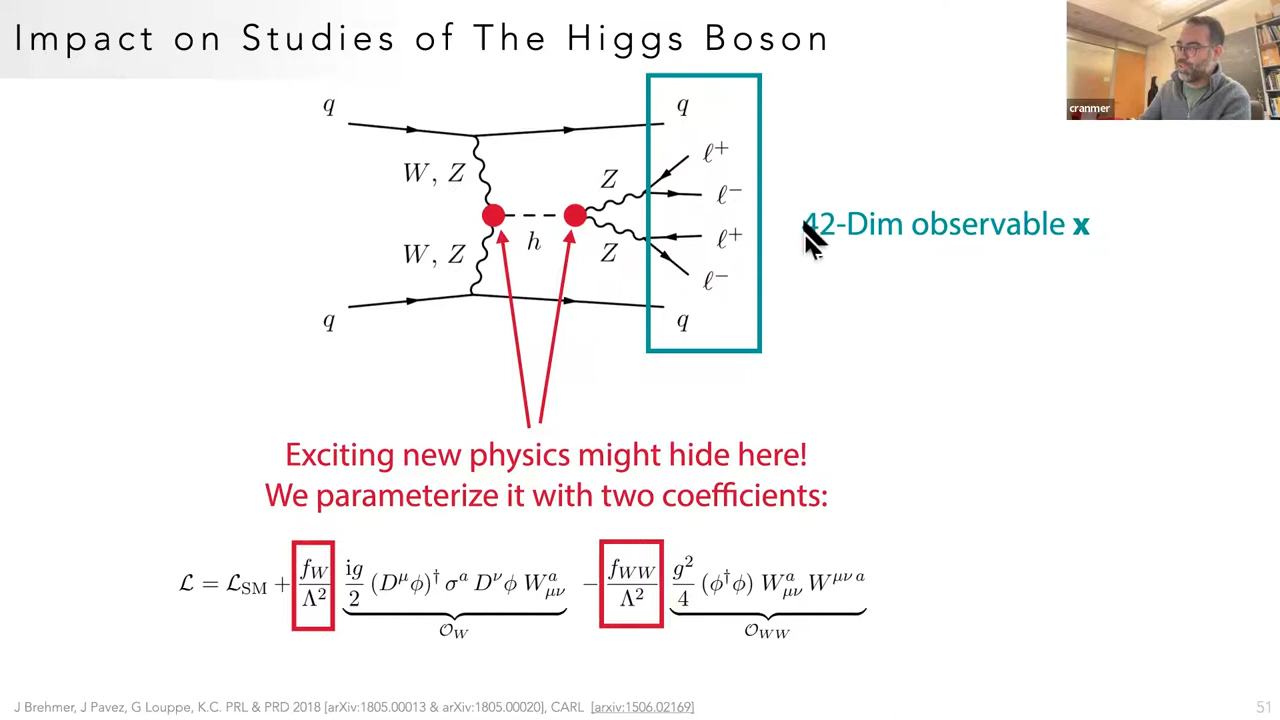 Impact on Studies of The Higgs Boson
cranmer
q
q
ℓ+
W, Z
Z
ℓ−
h
42-Dim observable x
W, Z
Z
ℓ+
ℓ−
q
q
Exciting new physics might hide here!
We parameterize it with two coefficients:
ℒ = ℒ_SM + f_W/Λ² ig/2 (D^μ ϕ)† σ^a D^ν ϕ W^a_μν − f_WW/Λ² g²/4 (ϕ†ϕ) W^a_μν W^μν a
𝒪_W 𝒪_WW
J Brehmer, J Pavez, G Louppe, K.C. PRL & PRD 2018 [arXiv:1805.00013 & arXiv:1805.00020], CARL [arXiv:1506.02169]
51